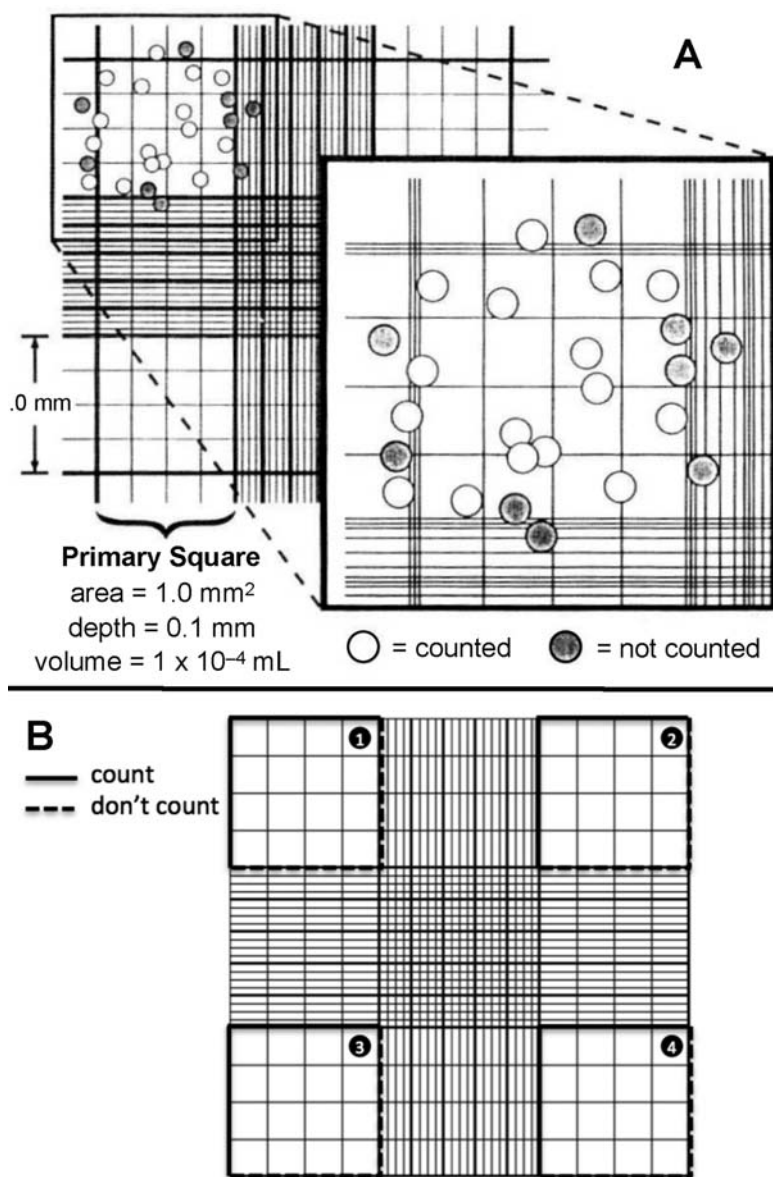 A
.0 mm
Primary Square
area = 1.0 mm²
depth = 0.1 mm
volume = 1 x 10⁻⁴ mL
= counted
= not counted
B
count
don't count
1
2
3
4